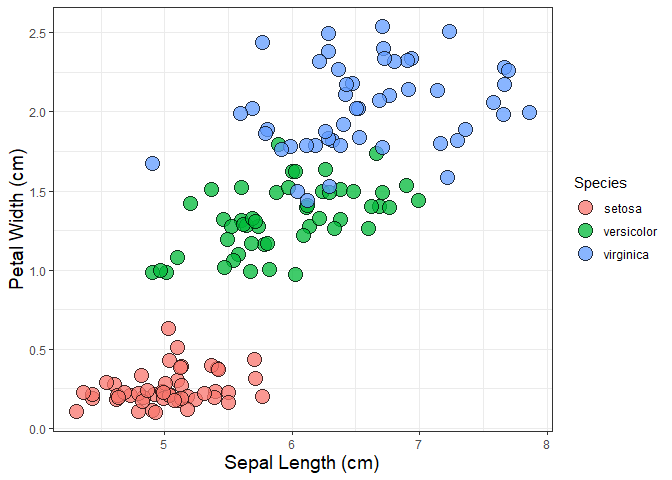 2.5
2.0
1.5
1.0
0.5
0.0
Petal Width (cm)
5 6 7 8
Sepal Length (cm)
Species
setosa
versicolor
virginica